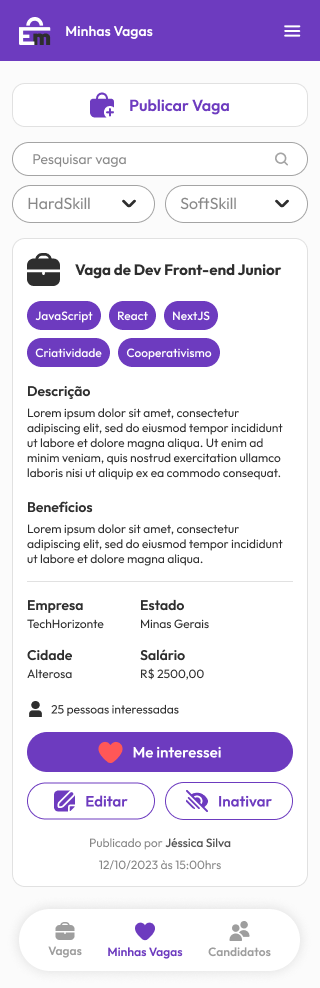 Em
Minhas Vagas
Publicar Vaga
Pesquisar vaga
HardSkill
SoftSkill
Vaga de Dev Front-end Junior
JavaScript
React
NextJS
Criatividade
Cooperativismo
Descrição
Lorem ipsum dolor sit amet, consectetur
adipiscing elit, sed do eiusmod tempor incididunt
ut labore et dolore magna aliqua. Ut enim ad
minim veniam, quis nostrud exercitation ullamco
laboris nisi ut aliquip ex ea commodo consequat.
Benefícios
Lorem ipsum dolor sit amet, consectetur
adipiscing elit, sed do eiusmod tempor incididunt
ut labore et dolore magna aliqua.
Empresa
TechHorizonte
Estado
Minas Gerais
Cidade
Alterosa
Salário
R$ 2500,00
25 pessoas interessadas
Me interessei
Editar
Inativar
Publicado por Jéssica Silva
12/10/2023 às 15:00hrs
Vagas
Minhas Vagas
Candidatos